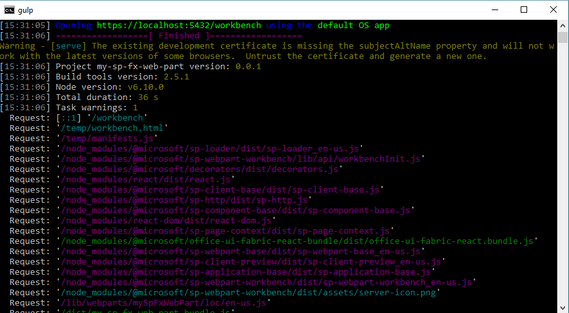 gulp
[15:31:05] Opening https://localhost:5432/workbench using the default OS app
[15:31:06] ==================[ Finished ]==================
Warning - [serve] The existing development certificate is missing the subjectAltName property and will not w
ork with the latest versions of some browsers.  Untrust the certificate and generate a new one.
[15:31:06] Project my-sp-fx-web-part version: 0.0.1
[15:31:06] Build tools version: 2.5.1
[15:31:06] Node version: v6.10.0
[15:31:06] Total duration: 36 s
[15:31:06] Task warnings: 1
Request: [::1] '/workbench'
Request: '/temp/workbench.html'
Request: '/temp/manifests.js'
Request: '/node_modules/@microsoft/sp-loader/dist/sp-loader_en-us.js'
Request: '/node_modules/@microsoft/sp-webpart-workbench/lib/api/workbenchInit.js'
Request: '/node_modules/@microsoft/decorators/dist/decorators.js'
Request: '/node_modules/react/dist/react.js'
Request: '/node_modules/@microsoft/sp-client-base/dist/sp-client-base.js'
Request: '/node_modules/@microsoft/sp-http/dist/sp-http.js'
Request: '/node_modules/@microsoft/sp-component-base/dist/sp-component-base.js'
Request: '/node_modules/react-dom/dist/react-dom.js'
Request: '/node_modules/@microsoft/sp-page-context/dist/sp-page-context.js'
Request: '/node_modules/@microsoft/office-ui-fabric-react-bundle/dist/office-ui-fabric-react.bundle.js'
Request: '/node_modules/@microsoft/sp-webpart-base/dist/sp-webpart-base_en-us.js'
Request: '/node_modules/@microsoft/sp-client-preview/dist/sp-client-preview_en-us.js'
Request: '/node_modules/@microsoft/sp-application-base/dist/sp-application-base.js'
Request: '/node_modules/@microsoft/sp-webpart-workbench/dist/sp-webpart-workbench_en-us.js'
Request: '/node_modules/@microsoft/sp-webpart-workbench/dist/assets/server-icon.png'
Request: '/lib/webparts/mySpFxWebPart/loc/en-us.js'
Request: '/dist/my-sp-fx-web-part.bundle.js'